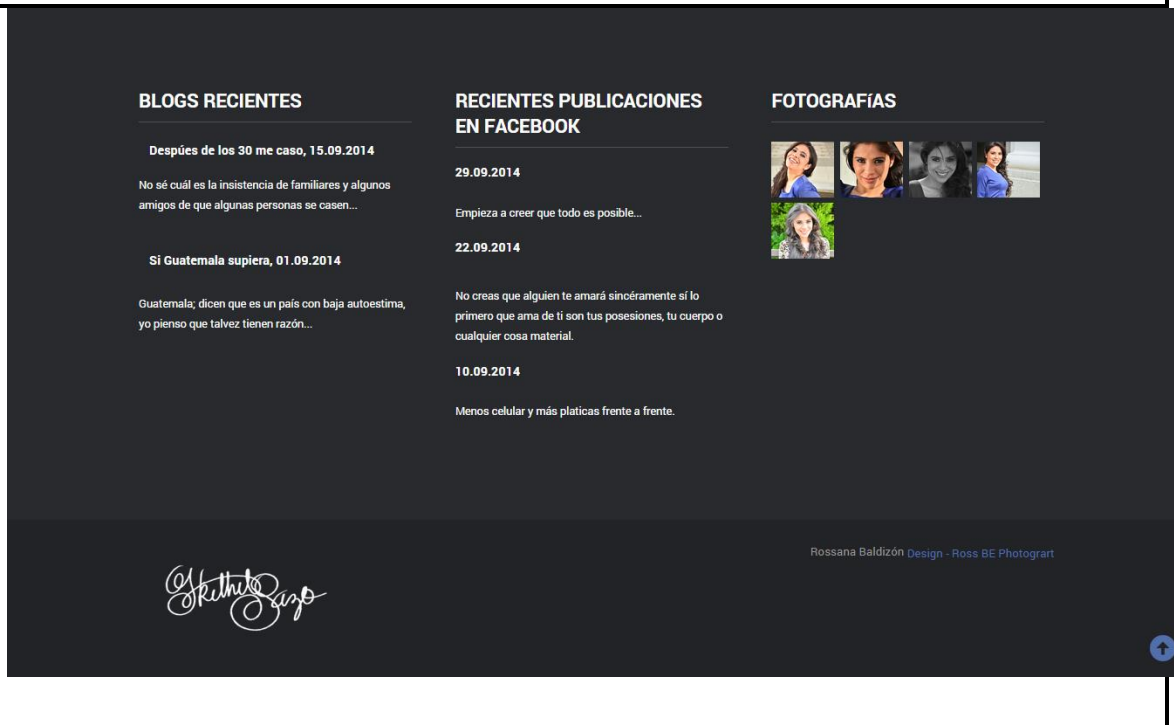 BLOGS RECIENTES
Despúes de los 30 me caso, 15.09.2014
No sé cuál es la insistencia de familiares y algunos
amigos de que algunas personas se casen...
Si Guatemala supiera, 01.09.2014
Guatemala; dicen que es un país con baja autoestima,
yo pienso que talvez tienen razón...
RECIENTES PUBLICACIONES
EN FACEBOOK
29.09.2014
Empieza a creer que todo es posible...
22.09.2014
No creas que alguien te amará sincéramente sí lo
primero que ama de ti son tus posesiones, tu cuerpo o
cualquier cosa material.
10.09.2014
Menos celular y más platicas frente a frente.
FOTOGRAFíAS
Rossana Baldizón Design - Ross BE Photogrart